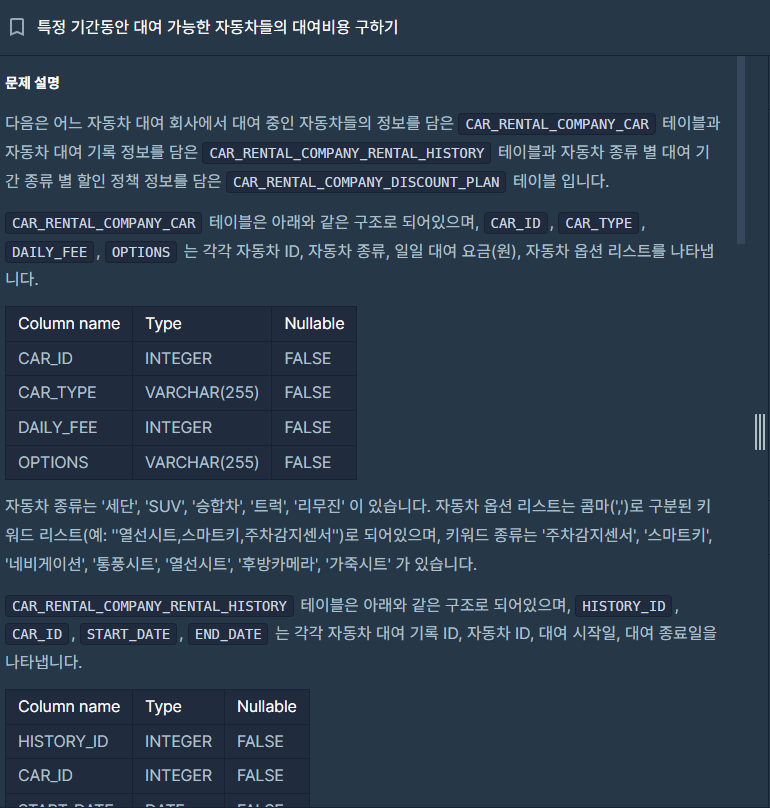 특정 기간동안 대여 가능한 자동차들의 대여비용 구하기
문제 설명
다음은 어느 자동차 대여 회사에서 대여 중인 자동차들의 정보를 담은 CAR_RENTAL_COMPANY_CAR 테이블과
자동차 대여 기록 정보를 담은 CAR_RENTAL_COMPANY_RENTAL_HISTORY 테이블과 자동차 종류 별 대여 기
간 종류 별 할인 정책 정보를 담은 CAR_RENTAL_COMPANY_DISCOUNT_PLAN 테이블 입니다.
CAR_RENTAL_COMPANY_CAR 테이블은 아래와 같은 구조로 되어있으며, CAR_ID, CAR_TYPE,
DAILY_FEE, OPTIONS 는 각각 자동차 ID, 자동차 종류, 일일 대여 요금(원), 자동차 옵션 리스트를 나타냅
니다.
Column name Type Nullable
CAR_ID INTEGER FALSE
CAR_TYPE VARCHAR(255) FALSE
DAILY_FEE INTEGER FALSE
OPTIONS VARCHAR(255) FALSE
자동차 종류는 '세단', 'SUV', '승합차', '트럭', '리무진' 이 있습니다. 자동차 옵션 리스트는 콤마(',')로 구분된 키
워드 리스트(예: ''열선시트,스마트키,주차감지센서'')로 되어있으며, 키워드 종류는 '주차감지센서', '스마트키',
'네비게이션', '통풍시트', '열선시트', '후방카메라', '가죽시트' 가 있습니다.
CAR_RENTAL_COMPANY_RENTAL_HISTORY 테이블은 아래와 같은 구조로 되어있으며, HISTORY_ID,
CAR_ID, START_DATE, END_DATE 는 각각 자동차 대여 기록 ID, 자동차 ID, 대여 시작일, 대여 종료일을
나타냅니다.
Column name Type Nullable
HISTORY_ID INTEGER FALSE
CAR_ID INTEGER FALSE
START_DATE DATE FALSE